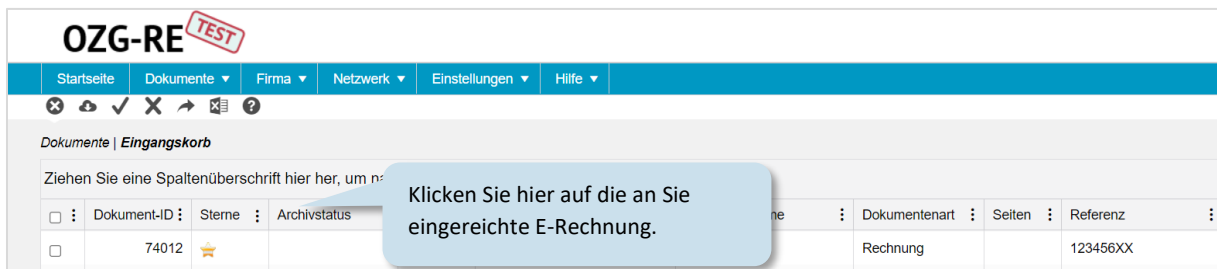 OZG-RE TEST
Startseite Dokumente Firma Netzwerk Einstellungen Hilfe
Dokumente | Eingangskorb
Ziehen Sie eine Spaltenüberschrift hier her, um
Klicken Sie hier auf die an Sie
eingereichte E-Rechnung.
Dokument-ID Sterne Archivstatus Dokumentenart Seiten Referenz
74012 Rechnung 123456XX